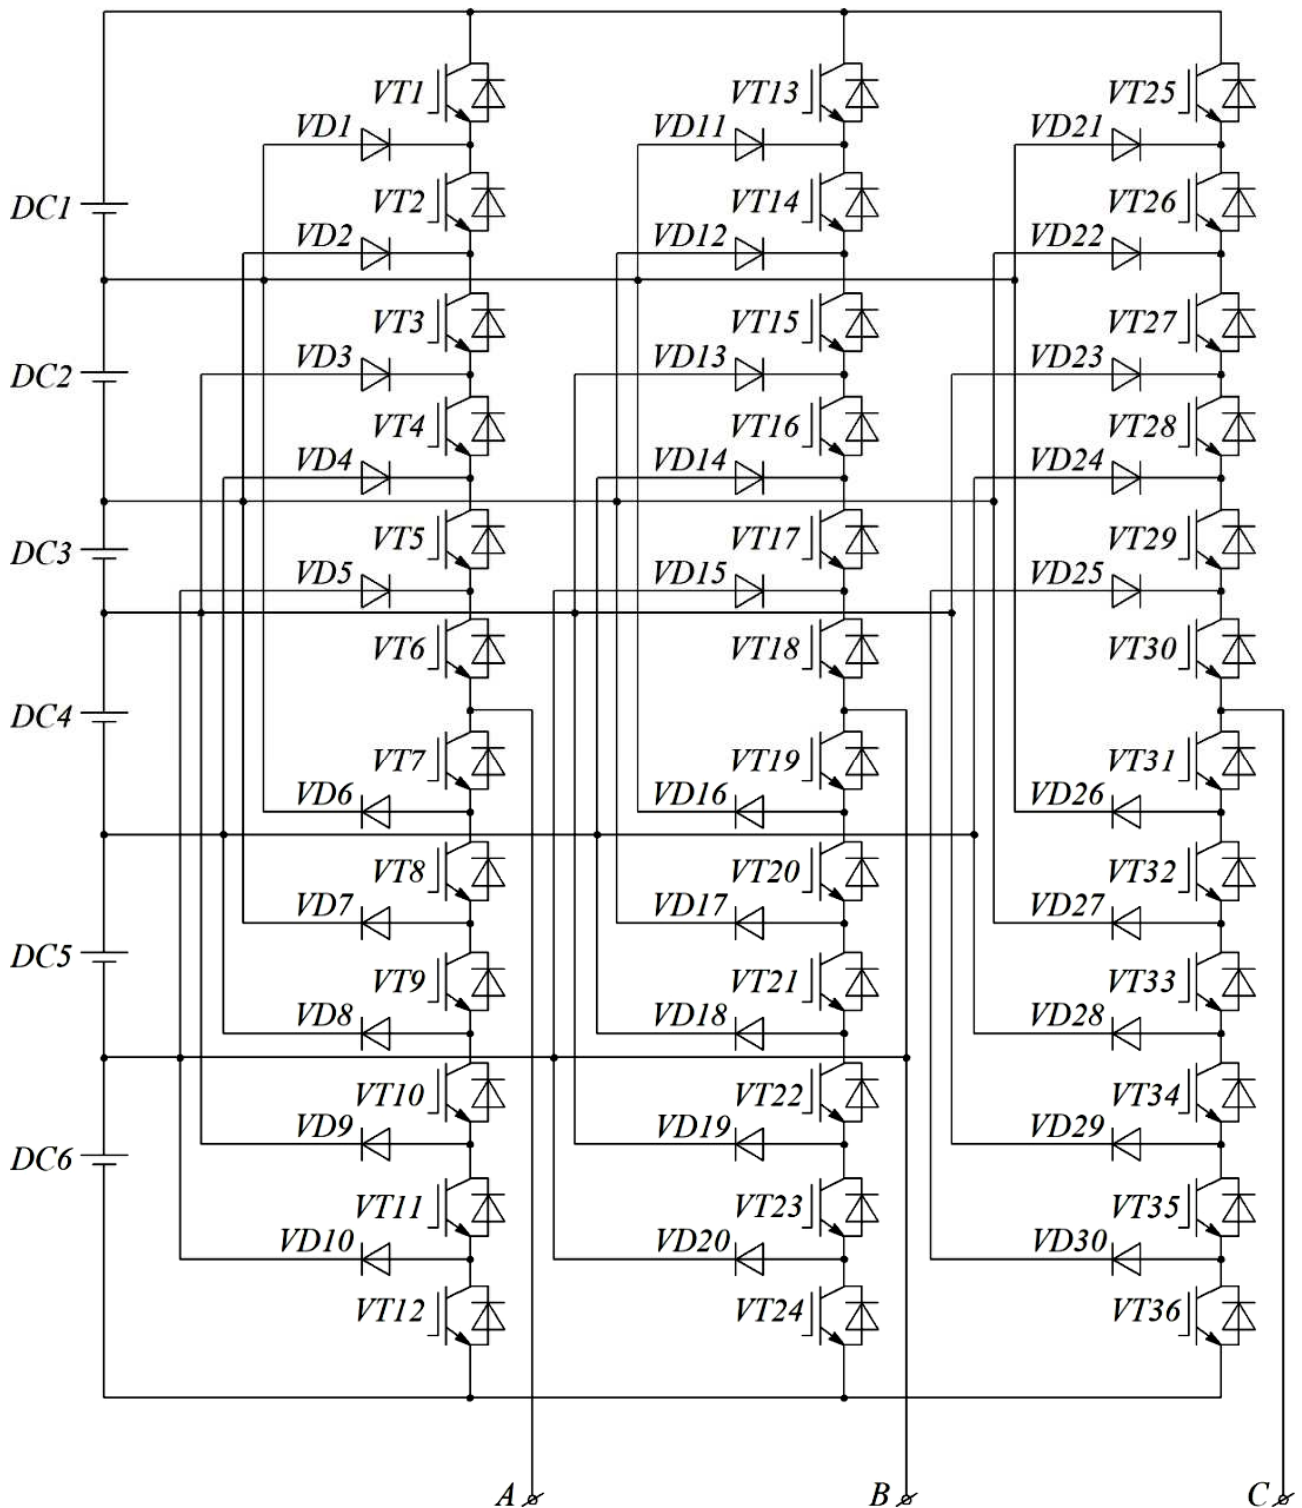 VT1 VT13 VT25
VD1 VD11 VD21
DC1 VT2 VT14 VT26
VD2 VD12 VD22
VT3 VT15 VT27
VD3 VD13 VD23
DC2
VT4 VT16 VT28
VD4 VD14 VD24
DC3 VT5 VT17 VT29
VD5 VD15 VD25
VT6 VT18 VT30
DC4
VT7 VT19 VT31
VD6 VD16 VD26
VT8 VT20 VT32
VD7 VD17 VD27
DC5
VT9 VT21 VT33
VD8 VD18 VD28
VT10 VT22 VT34
VD9 VD19 VD29
DC6
VT11 VT23 VT35
VD10 VD20 VD30
VT12 VT24 VT36
A B C